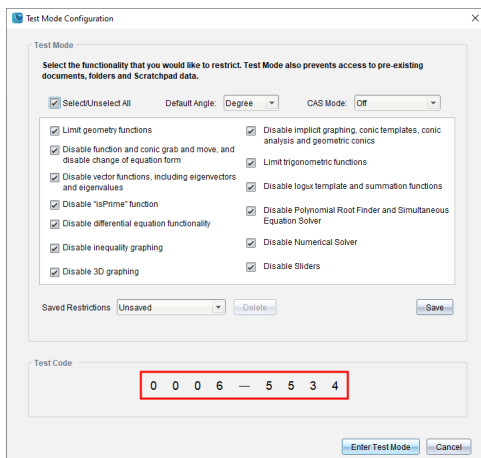 Test Mode Configuration
Test Mode
Select the functionality that you would like to restrict. Test Mode also prevents access to pre-existing
documents, folders and Scratchpad data.
Select/Unselect All Default Angle: Degree CAS Mode: Off
Limit geometry functions
Disable function and conic grab and move, and
disable change of equation form
Disable vector functions, including eigenvectors
and eigenvalues
Disable "isPrime" function
Disable differential equation functionality
Disable inequality graphing
Disable 3D graphing
Disable implicit graphing, conic templates, conic
analysis and geometric conics
Limit trigonometric functions
Disable logbx template and summation functions
Disable Polynomial Root Finder and Simultaneous
Equation Solver
Disable Numerical Solver
Disable Sliders
Saved Restrictions Unsaved Delete Save
Test Code
0 0 0 6 — 5 5 3 4
Enter Test Mode Cancel